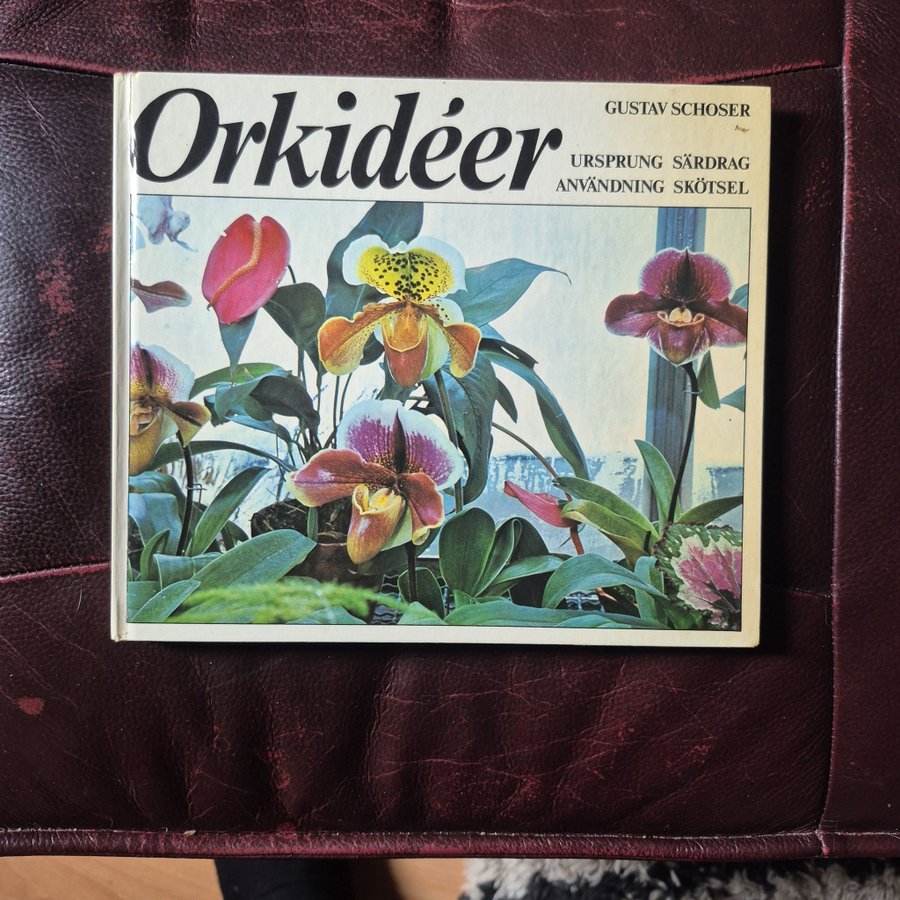 Orkidéer
GUSTAV SCHOSER
URSPRUNG SÄRDRAG
ANVÄNDNING SKÖTSEL